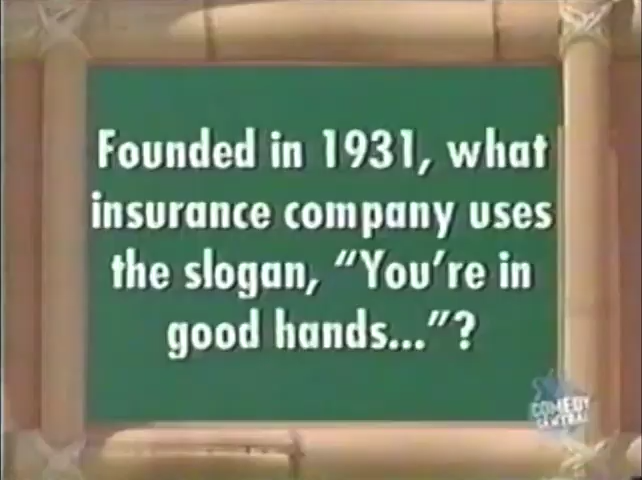 Founded in 1931, what
insurance company uses
the slogan, “You’re in
good hands...”?
COMEDY
CENTRAL